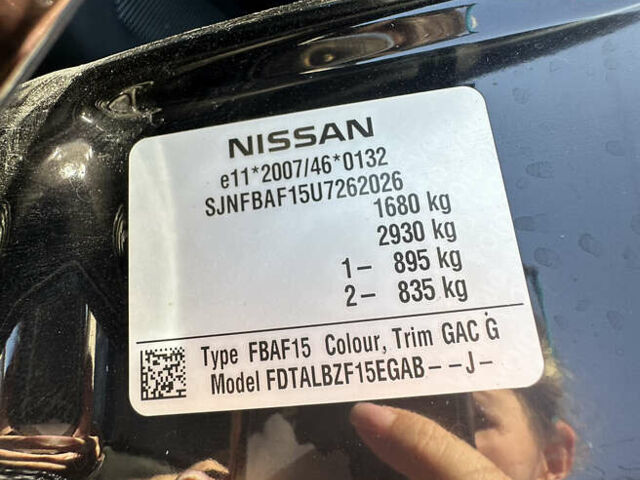 NISSAN
e11*2007/46*0132
SJNFBAF15U7262026
1680 kg
2930 kg
1- 895 kg
2- 835 kg
Type FBAF15 Colour, Trim GAC G
Model FDTALBZF15EGAB--J-